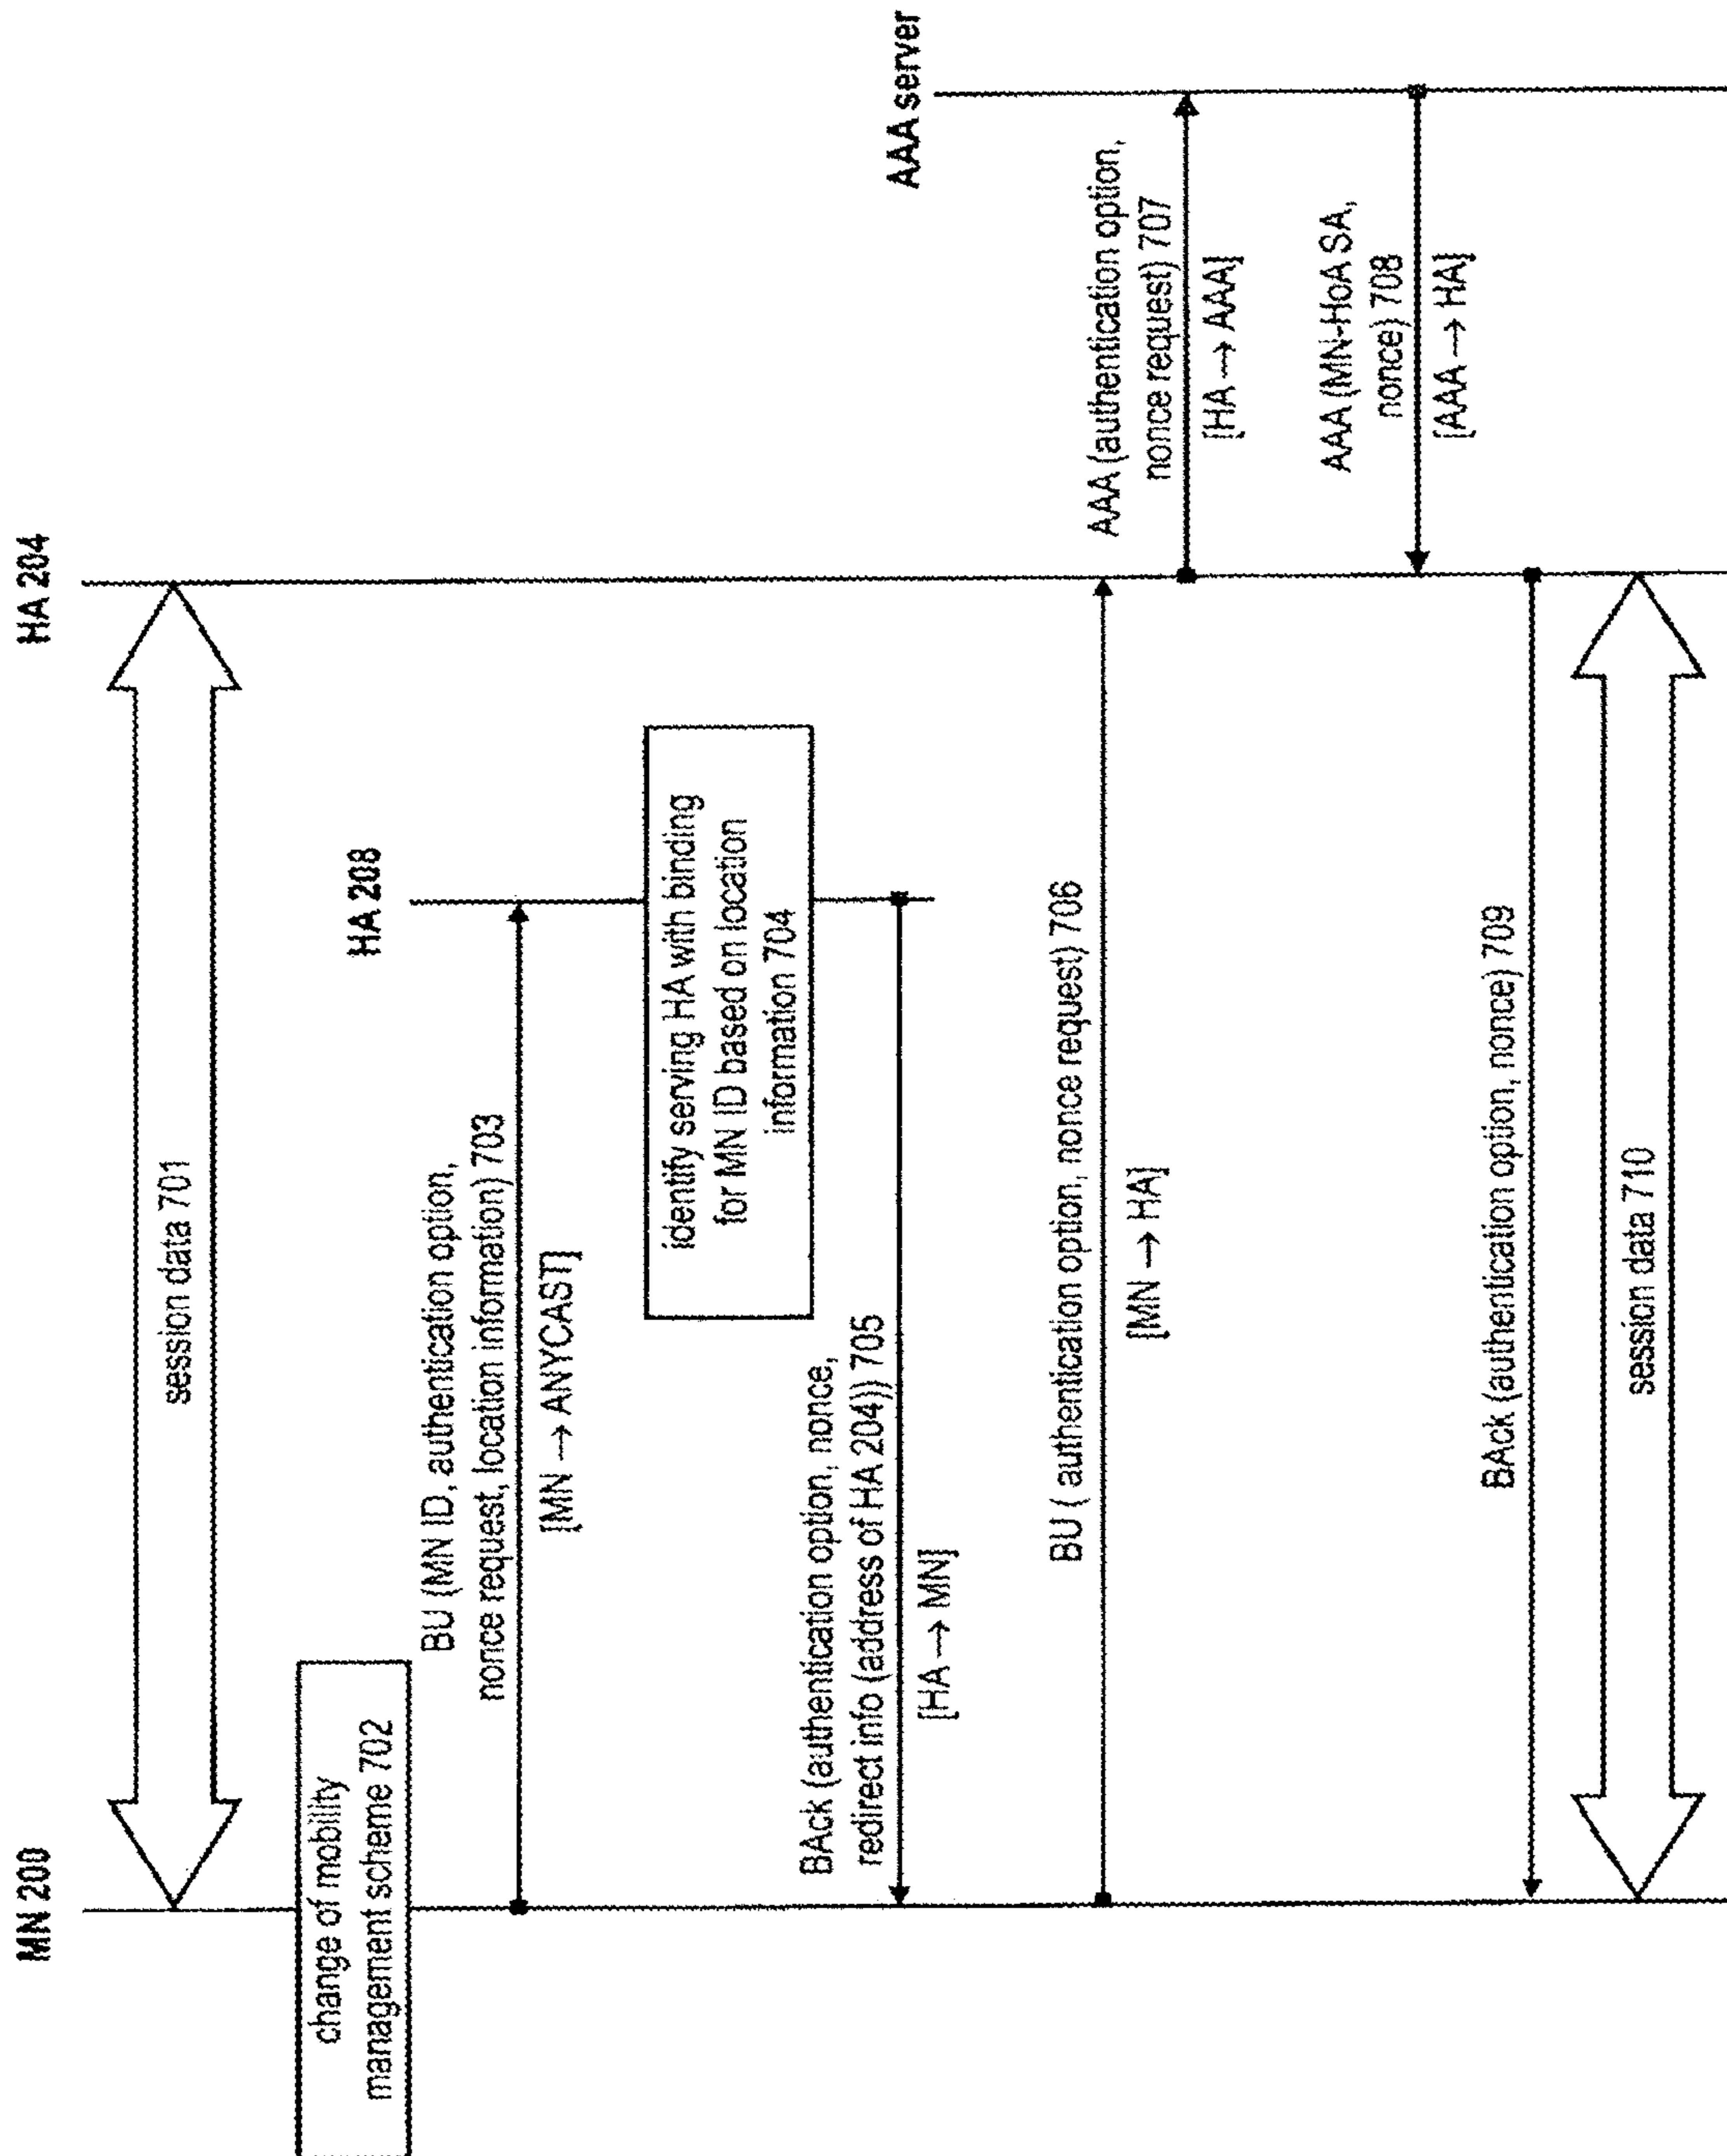 MN 200
HA 204
session data 701
change of mobility
management scheme 702
HA 208
BU (MN ID, authentication option,
nonce request, location information) 703
[MN → ANYCAST]
identify serving HA with binding
for MN ID based on location
information 704
BAck (authentication option, nonce,
redirect info (address of HA 204)) 705
[HA → MN]
AAA server
BU ( authentication option, nonce request) 706
[MN → HA]
AAA (authentication option,
nonce request) 707
[HA → AAA]
AAA (MN-HoA SA,
nonce) 708
[AAA → HA]
BAck (authentication option, nonce) 709
session data 710